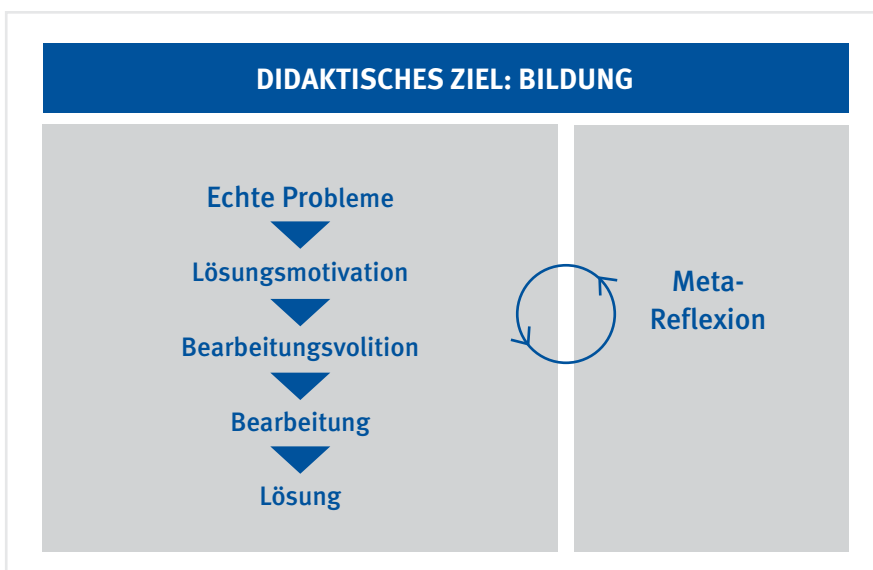 DIDAKTISCHES ZIEL: BILDUNG
Echte Probleme
Lösungsmotivation
Bearbeitungsvolition
Bearbeitung
Lösung
Meta-
Reflexion